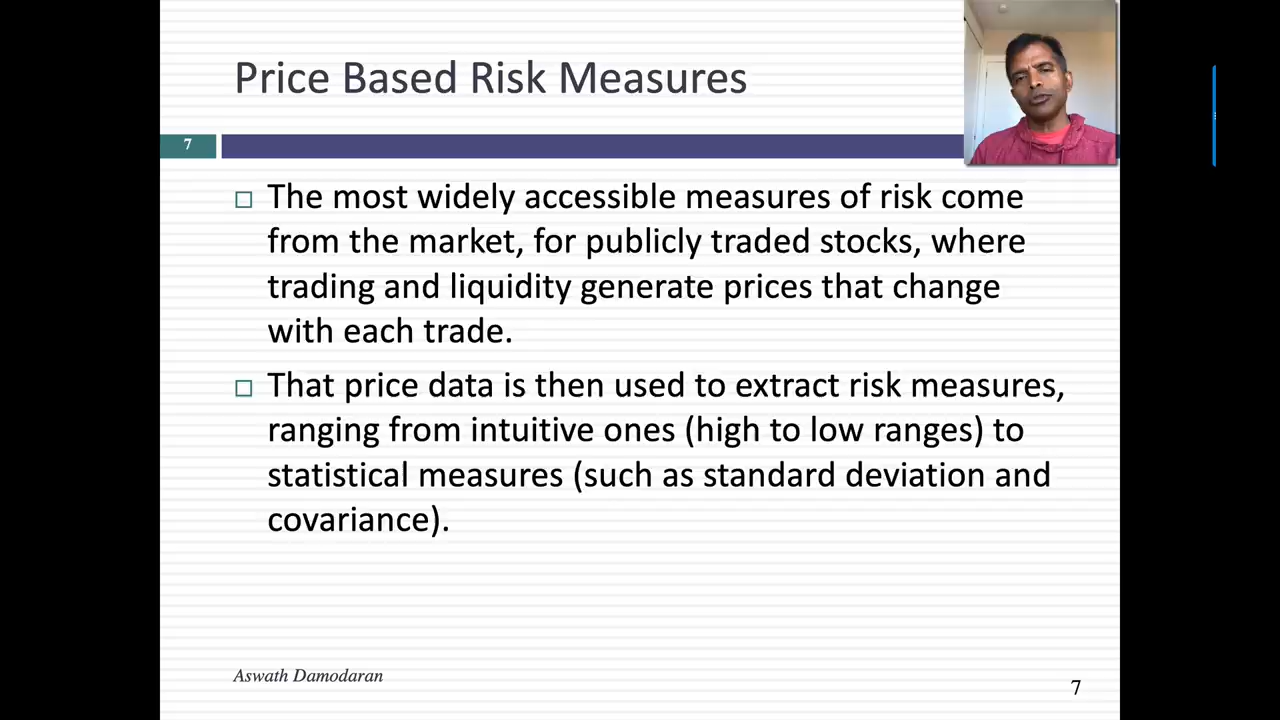 Price Based Risk Measures
7
The most widely accessible measures of risk come
from the market, for publicly traded stocks, where
trading and liquidity generate prices that change
with each trade.
That price data is then used to extract risk measures,
ranging from intuitive ones (high to low ranges) to
statistical measures (such as standard deviation and
covariance).
Aswath Damodaran
7